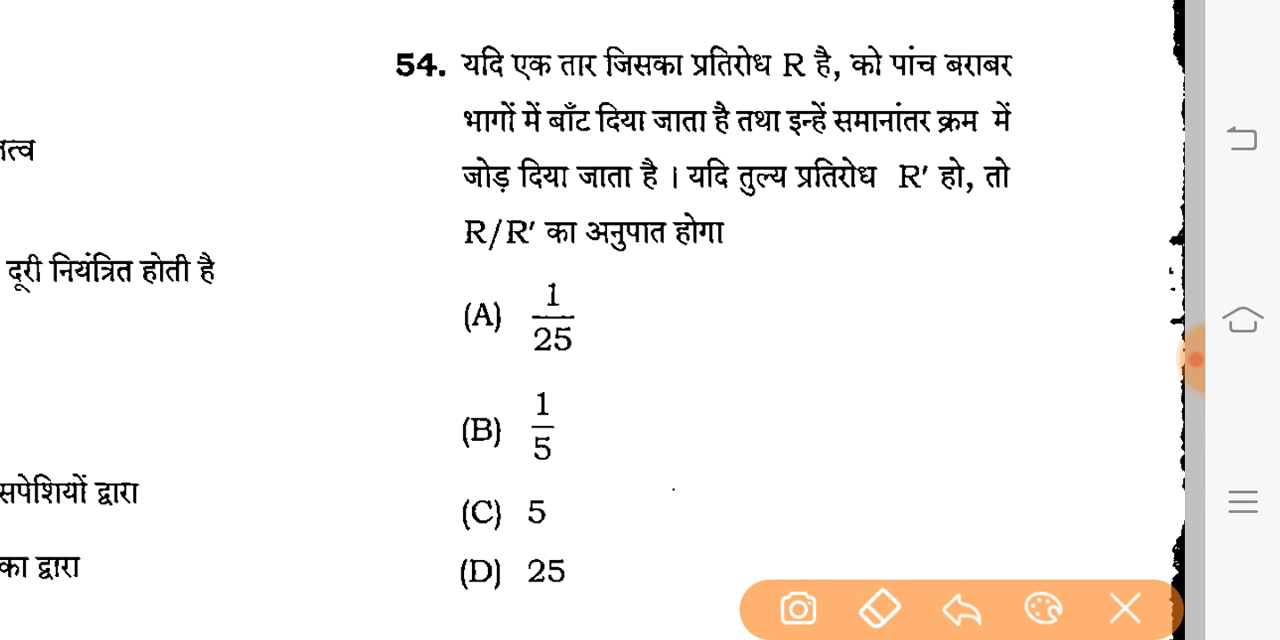 54. यदि एक तार जिसका प्रतिरोध R है, को पांच बराबर
भागों में बाँट दिया जाता है तथा इन्हें समानांतर क्रम में
जोड़ दिया जाता है । यदि तुल्य प्रतिरोध R′ हो, तो
R/R′ का अनुपात होगा
(A) 1/25
(B) 1/5
(C) 5
(D) 25
दूरी नियंत्रित होती है
द्वारा
का द्वारा